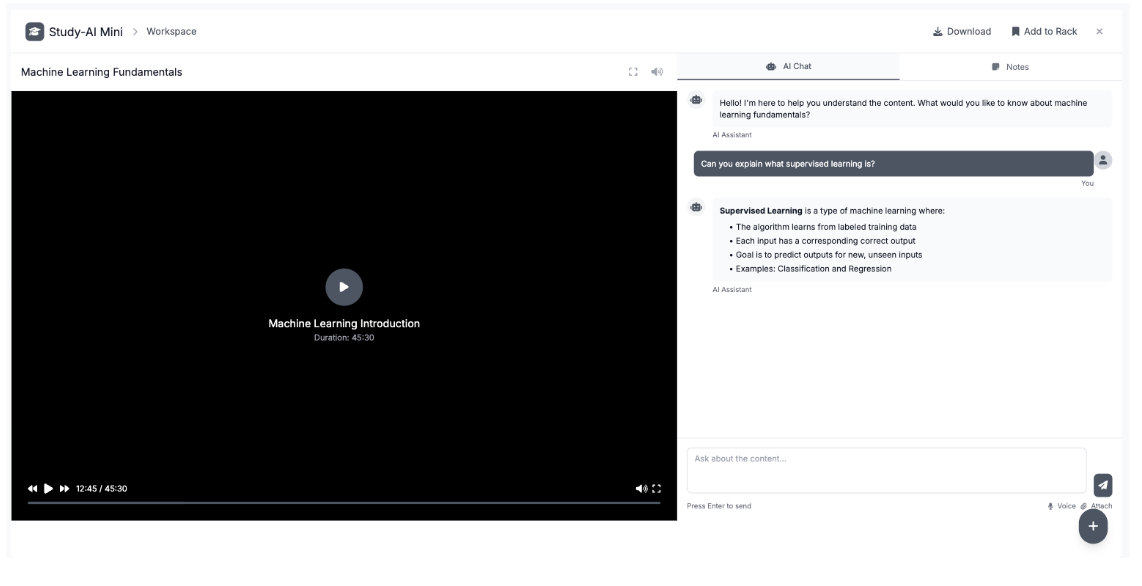 Study-AI Mini > Workspace
Download
Add to Rack
×
Machine Learning Fundamentals
Machine Learning Introduction
Duration: 45:30
12:45 / 45:30
AI Chat
Notes
Hello! I'm here to help you understand the content. What would you like to know about machine
learning fundamentals?
AI Assistant
Can you explain what supervised learning is?
You
Supervised Learning is a type of machine learning where:
• The algorithm learns from labeled training data
• Each input has a corresponding correct output
• Goal is to predict outputs for new, unseen inputs
• Examples: Classification and Regression
AI Assistant
Ask about the content...
Press Enter to send
Voice
Attach
+